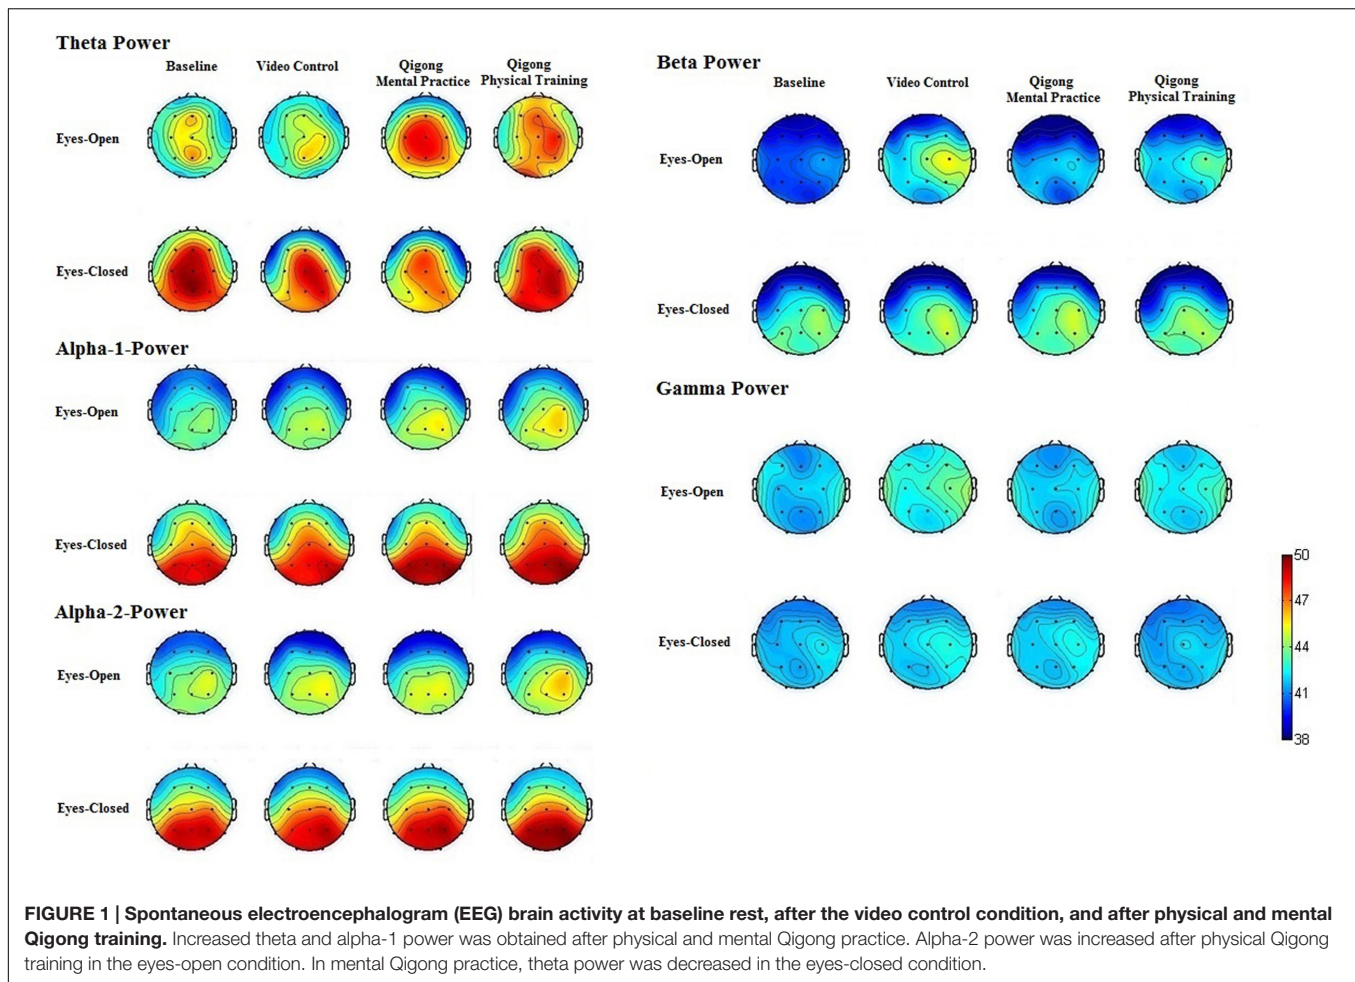 Theta Power
Baseline
Video Control
Qigong
Mental Practice
Qigong
Physical Training
Eyes-Open
Eyes-Closed
Alpha-1-Power
Eyes-Open
Eyes-Closed
Alpha-2-Power
Eyes-Open
Eyes-Closed
Beta Power
Baseline
Video Control
Qigong
Mental Practice
Qigong
Physical Training
Eyes-Open
Eyes-Closed
Gamma Power
Eyes-Open
Eyes-Closed
50
47
44
41
38
FIGURE 1 | Spontaneous electroencephalogram (EEG) brain activity at baseline rest, after the video control condition, and after physical and mental
Qigong training. Increased theta and alpha-1 power was obtained after physical and mental Qigong practice. Alpha-2 power was increased after physical Qigong
training in the eyes-open condition. In mental Qigong practice, theta power was decreased in the eyes-closed condition.